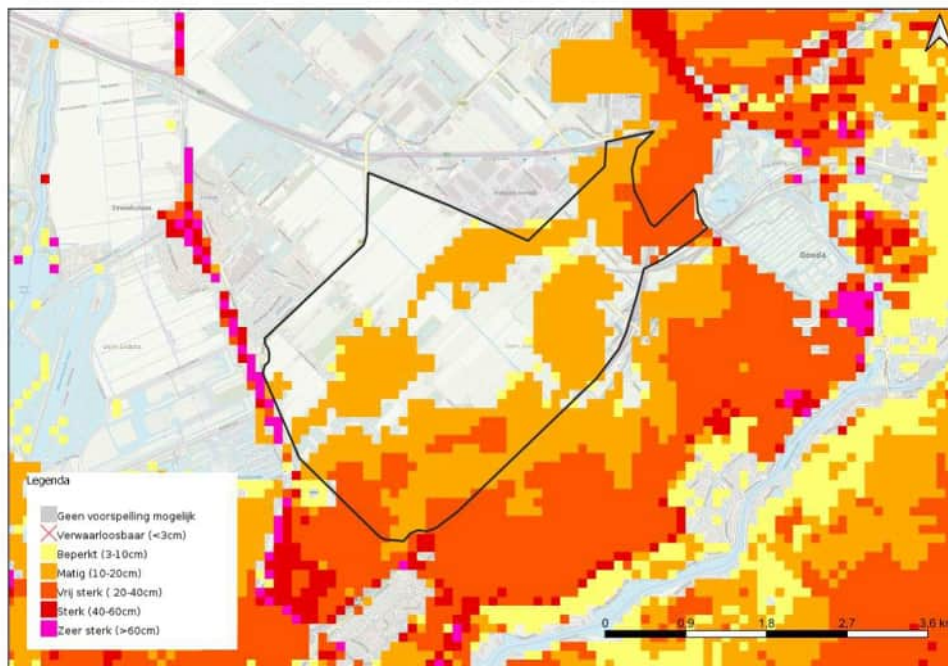 Gouda
Legenda
Geen voorspelling mogelijk
Verwaarloosbaar (<3cm)
Beperkt (3-10cm)
Matig (10-20cm)
Vrij sterk ( 20-40cm)
Sterk (40-60cm)
Zeer sterk (>60cm)
0 0,9 1,8 2,7 3,6 km